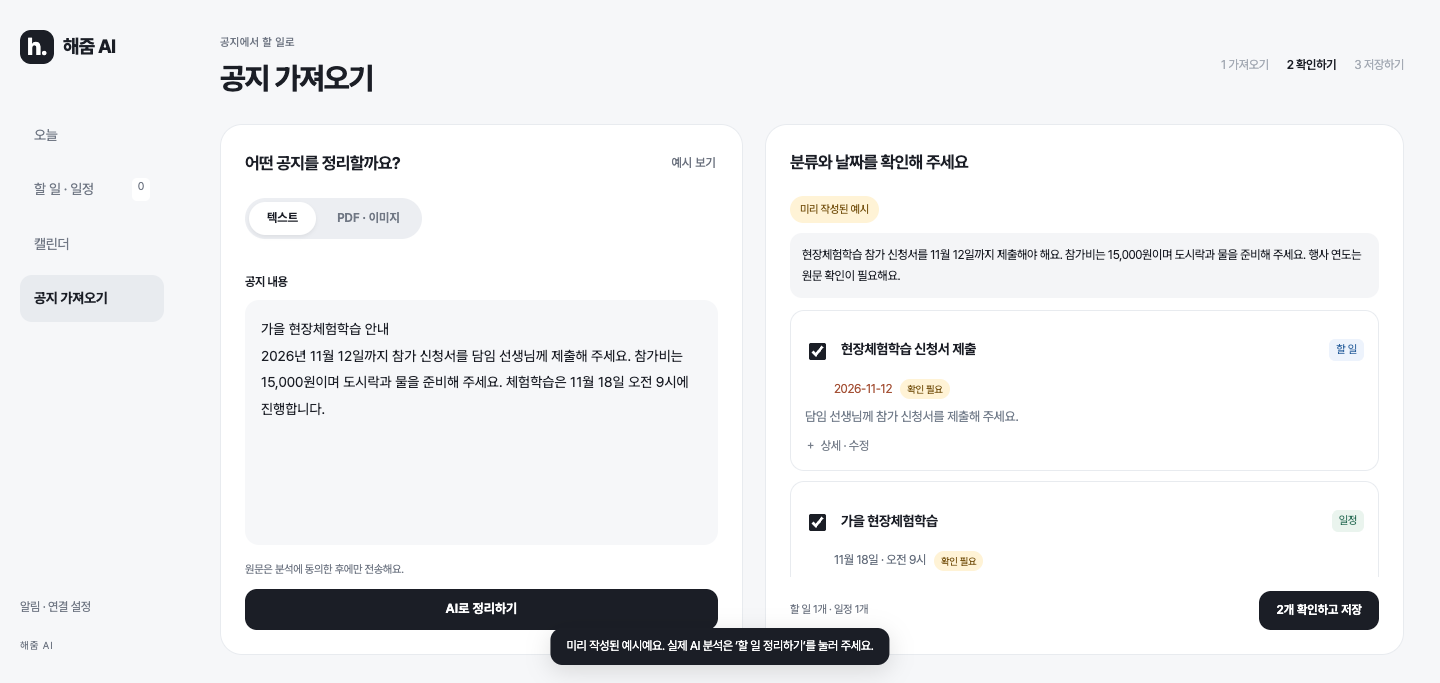 h. 해줌 AI
오늘
할 일 · 일정 0
캘린더
공지 가져오기
알림 · 연결 설정
해줌 AI
공지에서 할 일로
공지 가져오기
1 가져오기 2 확인하기 3 저장하기
어떤 공지를 정리할까요? 예시 보기
텍스트 PDF · 이미지
공지 내용
가을 현장체험학습 안내
2026년 11월 12일까지 참가 신청서를 담임 선생님께 제출해 주세요. 참가비는
15,000원이며 도시락과 물을 준비해 주세요. 체험학습은 11월 18일 오전 9시에
진행합니다.
원문은 분석에 동의한 후에만 전송해요.
AI로 정리하기
분류와 날짜를 확인해 주세요
미리 작성된 예시
현장체험학습 참가 신청서를 11월 12일까지 제출해야 해요. 참가비는 15,000원이며 도시락과 물을 준비해 주세요. 행사 연도는
원문 확인이 필요해요.
현장체험학습 신청서 제출 할 일
2026-11-12 확인 필요
담임 선생님께 참가 신청서를 제출해 주세요.
+ 상세 · 수정
가을 현장체험학습 일정
11월 18일 · 오전 9시 확인 필요
할 일 1개 · 일정 1개
2개 확인하고 저장
미리 작성된 예시예요. 실제 AI 분석은 ‘할 일 정리하기’를 눌러 주세요.